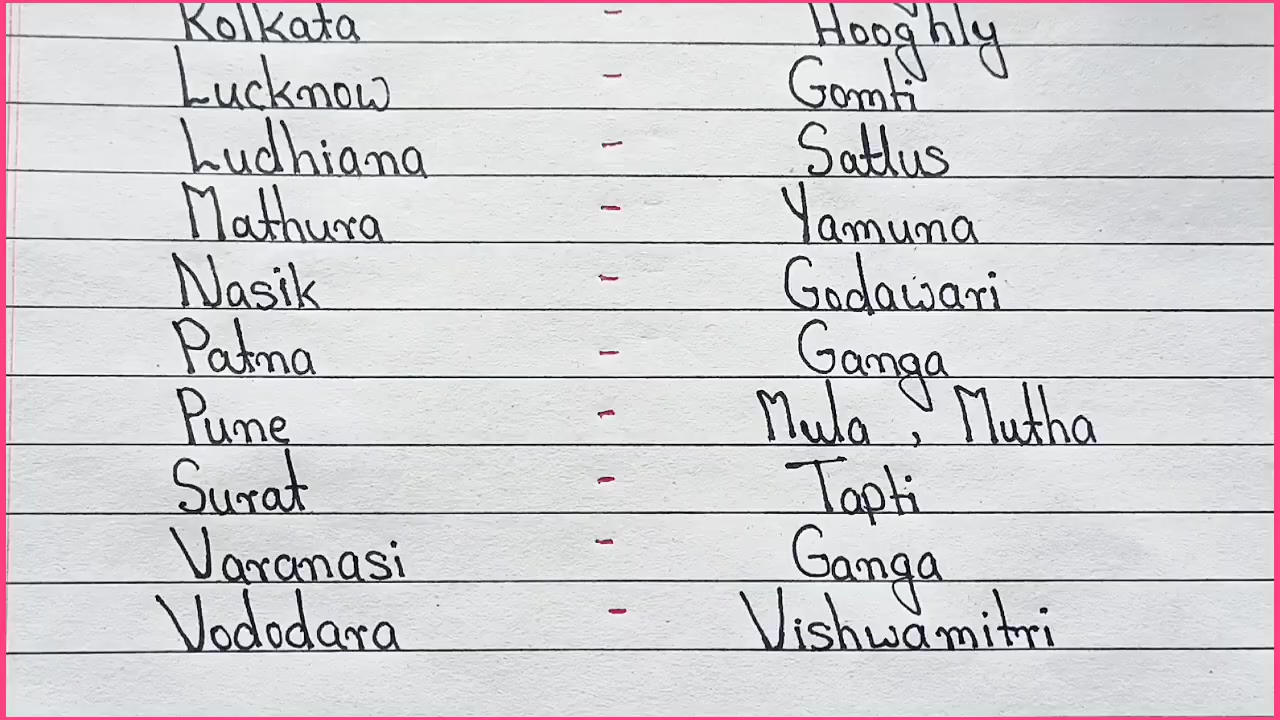 Kolkata - Hooghly
Lucknow - Gomti
Ludhiana - Satlus
Mathura - Yamuna
Nasik - Godawari
Patna - Ganga
Pune - Mula , Mutha
Surat - Tapti
Varanasi - Ganga
Vododara - Vishwamitri